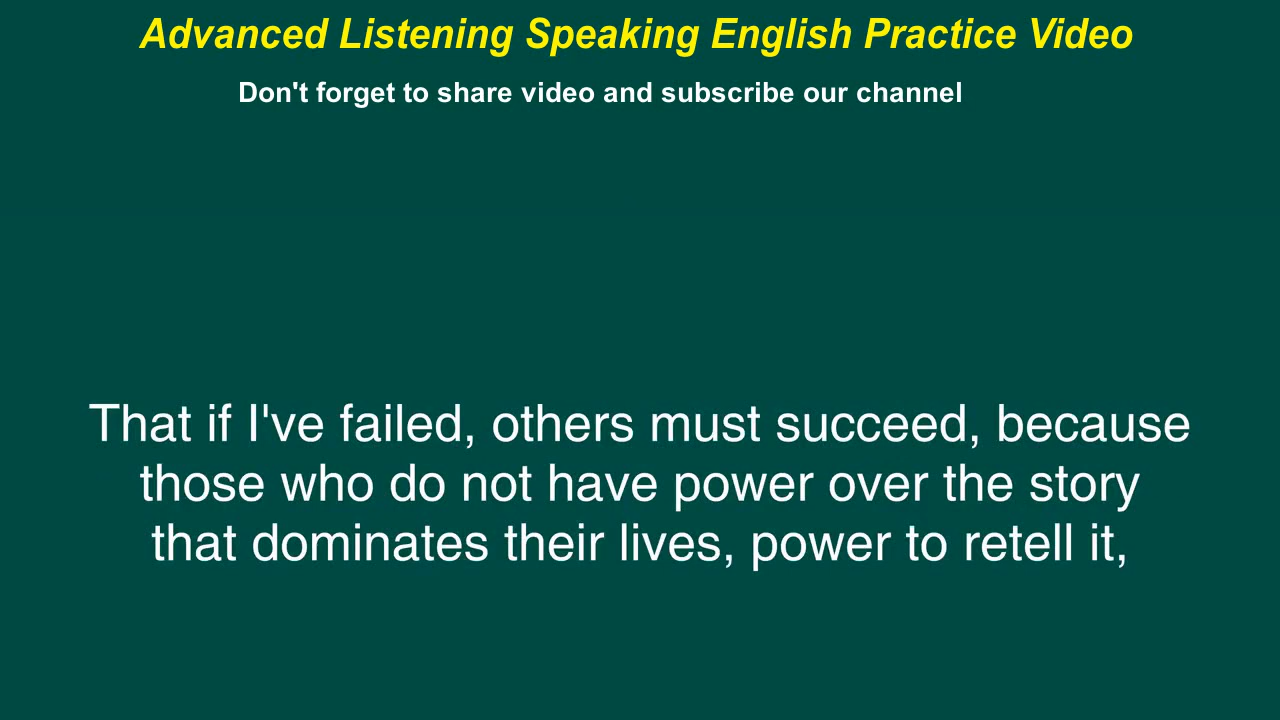 Advanced Listening Speaking English Practice Video
Don't forget to share video and subscribe our channel
That if I've failed, others must succeed, because
those who do not have power over the story
that dominates their lives, power to retell it,